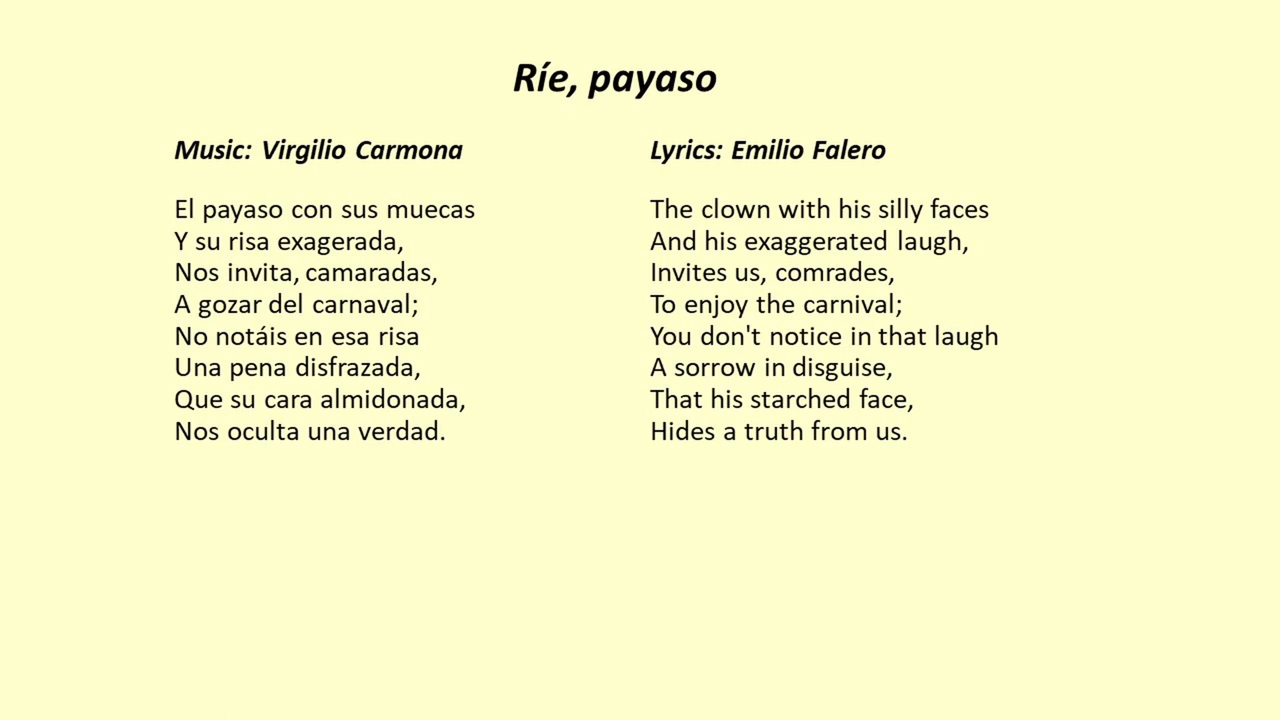 Ríe, payaso
Music: Virgilio Carmona
El payaso con sus muecas
Y su risa exagerada,
Nos invita, camaradas,
A gozar del carnaval;
No notáis en esa risa
Una pena disfrazada,
Que su cara almidonada,
Nos oculta una verdad.
Lyrics: Emilio Falero
The clown with his silly faces
And his exaggerated laugh,
Invites us, comrades,
To enjoy the carnival;
You don't notice in that laugh
A sorrow in disguise,
That his starched face,
Hides a truth from us.